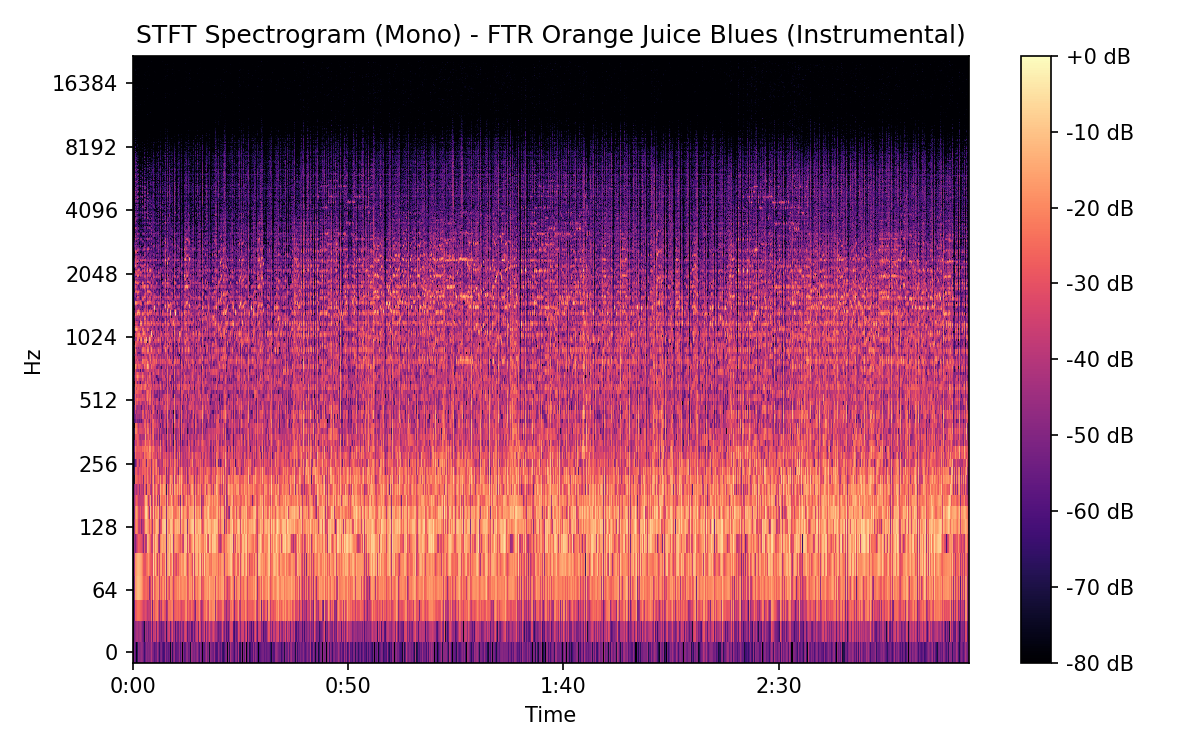 STFT Spectrogram (Mono) - FTR Orange Juice Blues (Instrumental)
16384
8192
4096
2048
1024
512
256
128
64
0
Hz
0:00
0:50
1:40
2:30
Time
+0 dB
-10 dB
-20 dB
-30 dB
-40 dB
-50 dB
-60 dB
-70 dB
-80 dB